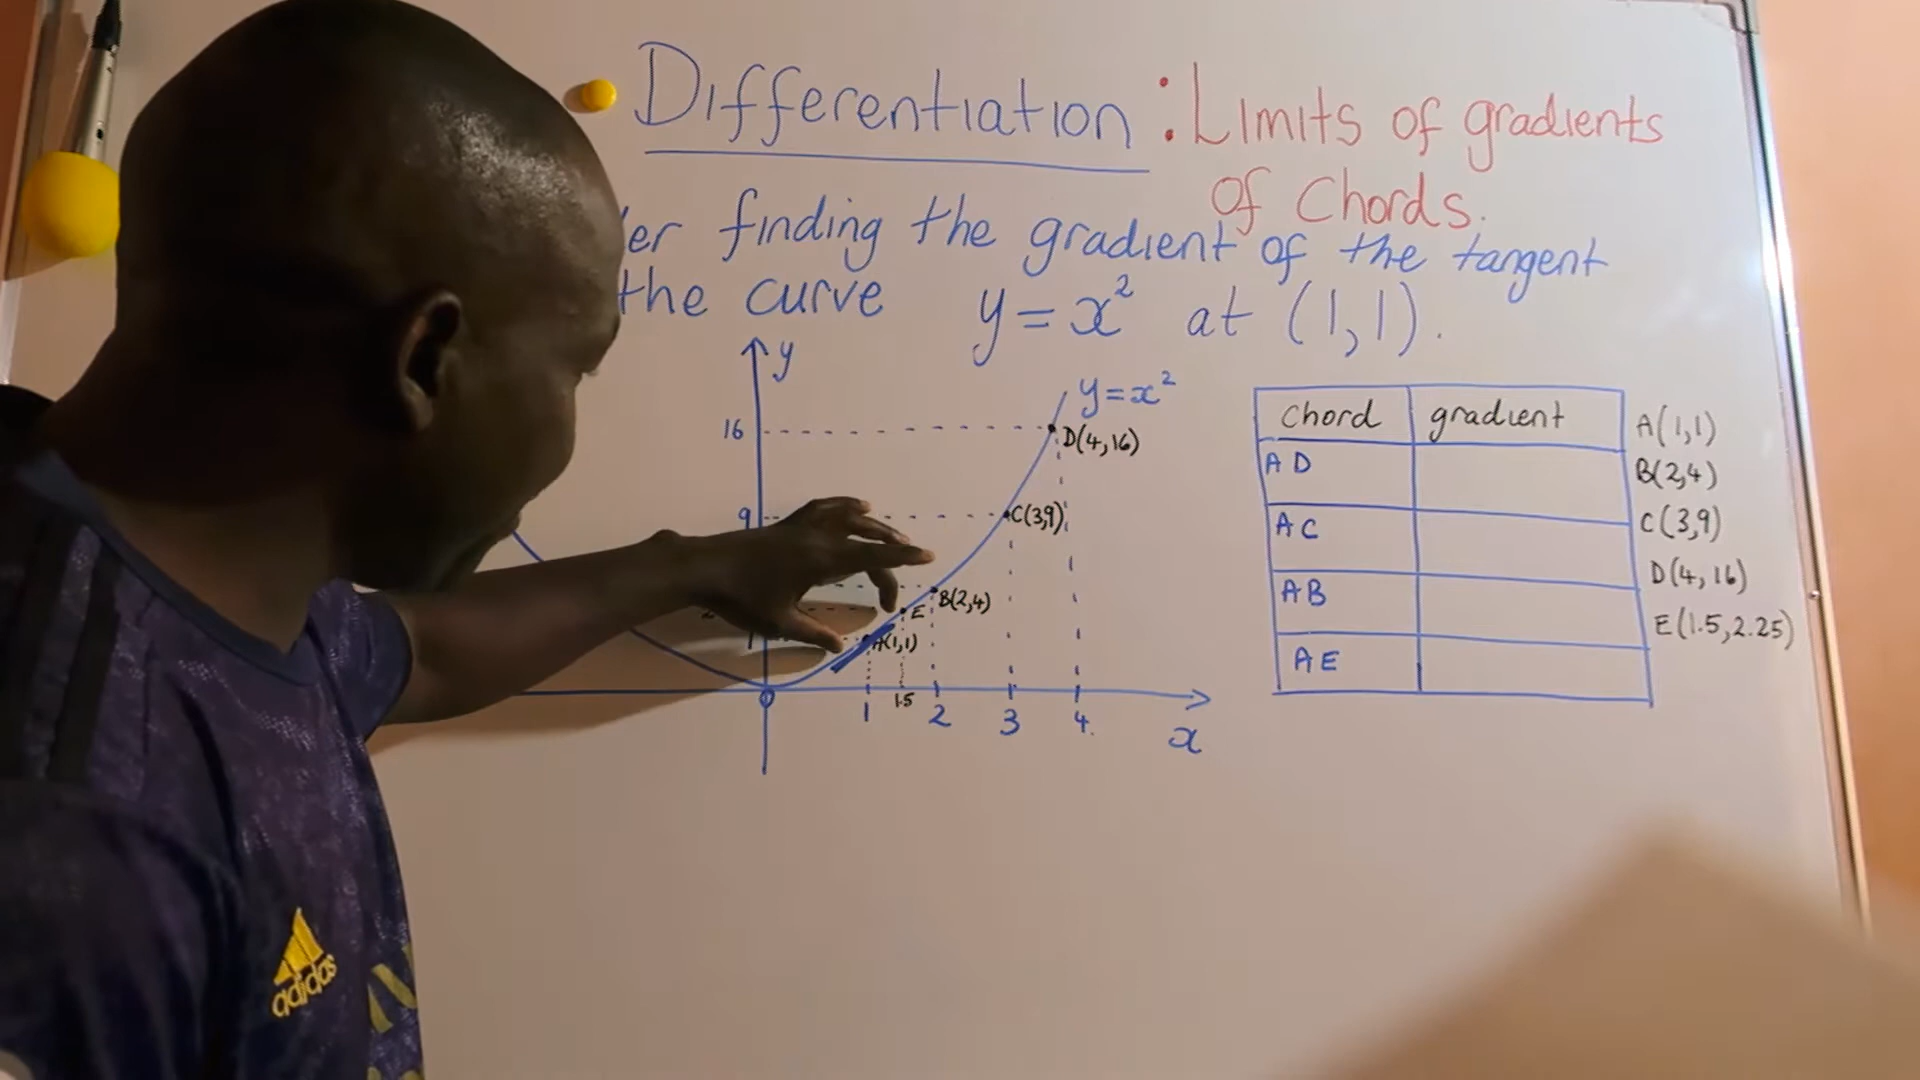 Differentiation : Limits of gradients
of Chords.
finding the gradient of the tangent
the curve y = x² at (1,1).
y
y = x²
16
D(4,16)
9
C(3,9)
B(2,4)
E
A(1,1)
0
1
1.5
2
3
4
x
chord gradient
AD
AC
AB
AE
A(1,1)
B(2,4)
C(3,9)
D(4,16)
E(1.5,2.25)
adidas